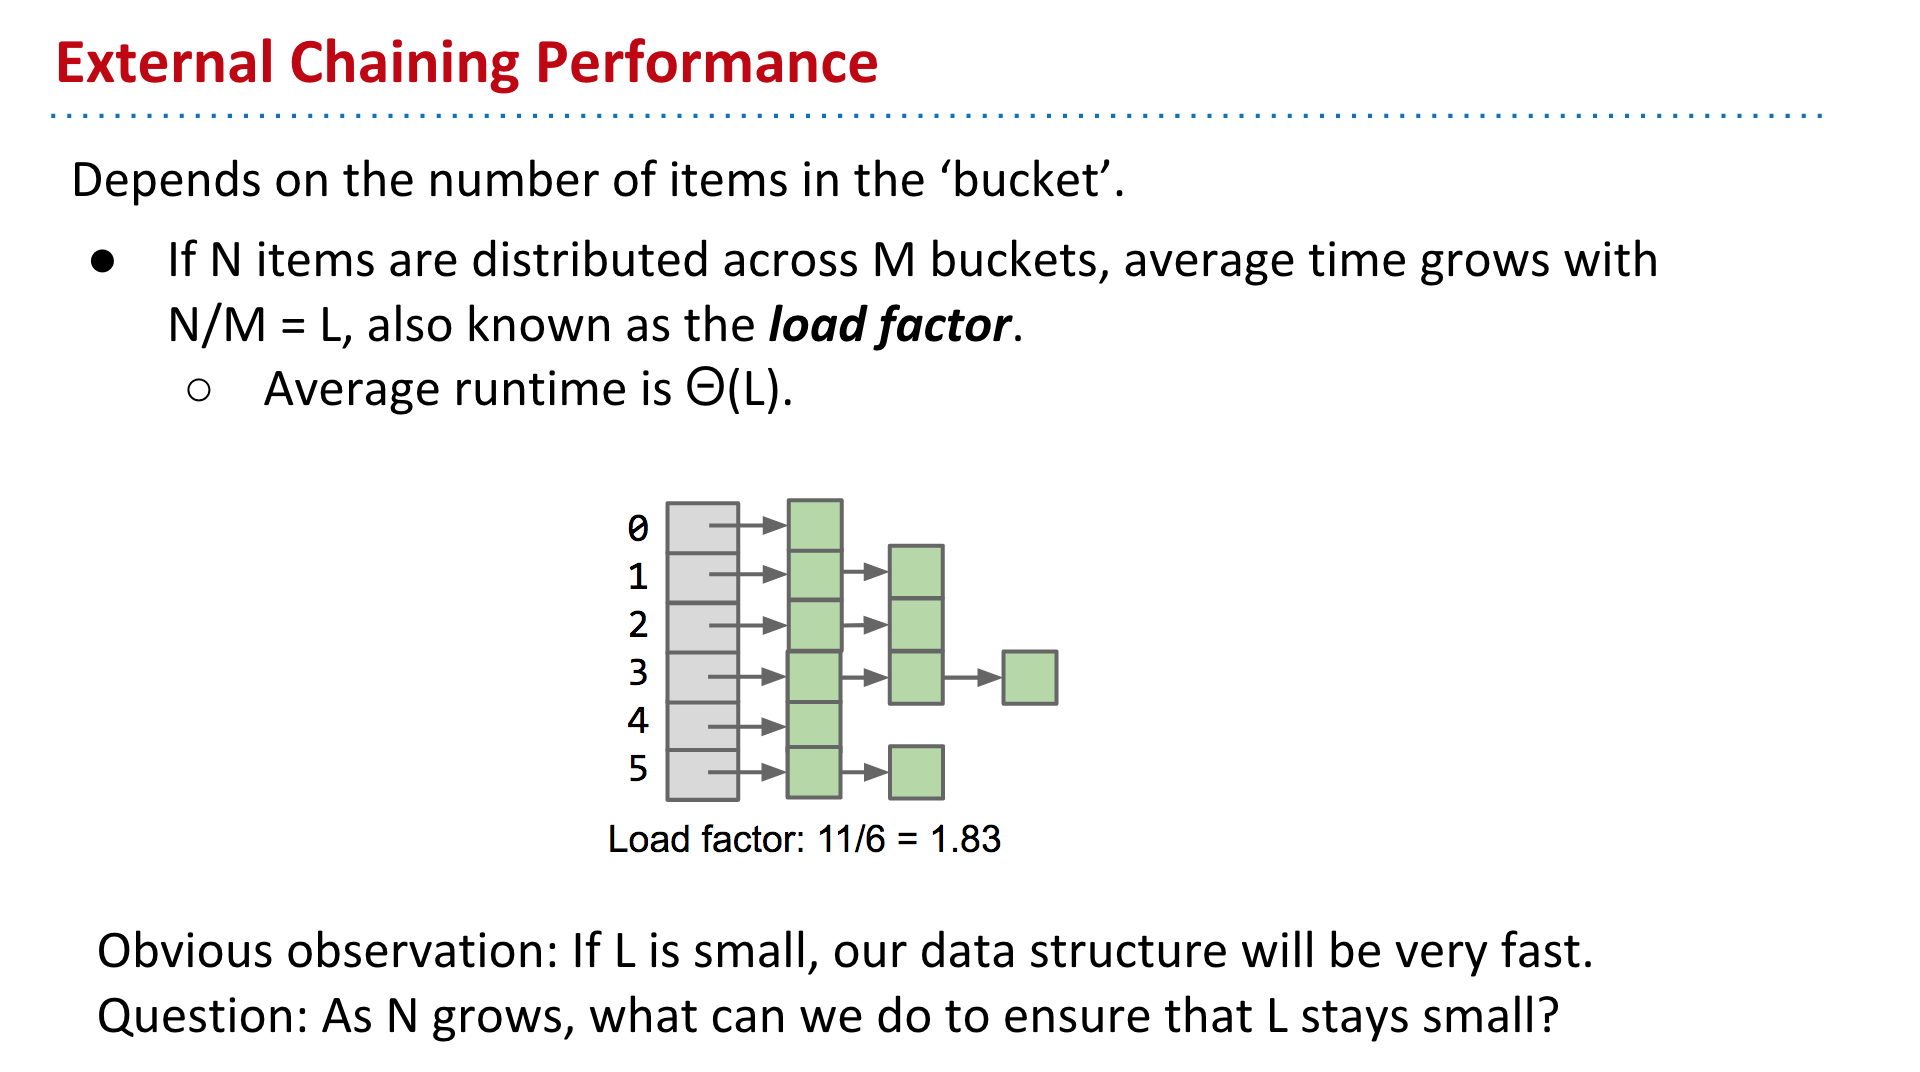 External Chaining Performance
Depends on the number of items in the ‘bucket’.
● If N items are distributed across M buckets, average time grows with
N/M = L, also known as the load factor.
○ Average runtime is Θ(L).
0
1
2
3
4
5
Load factor: 11/6 = 1.83
Obvious observation: If L is small, our data structure will be very fast.
Question: As N grows, what can we do to ensure that L stays small?